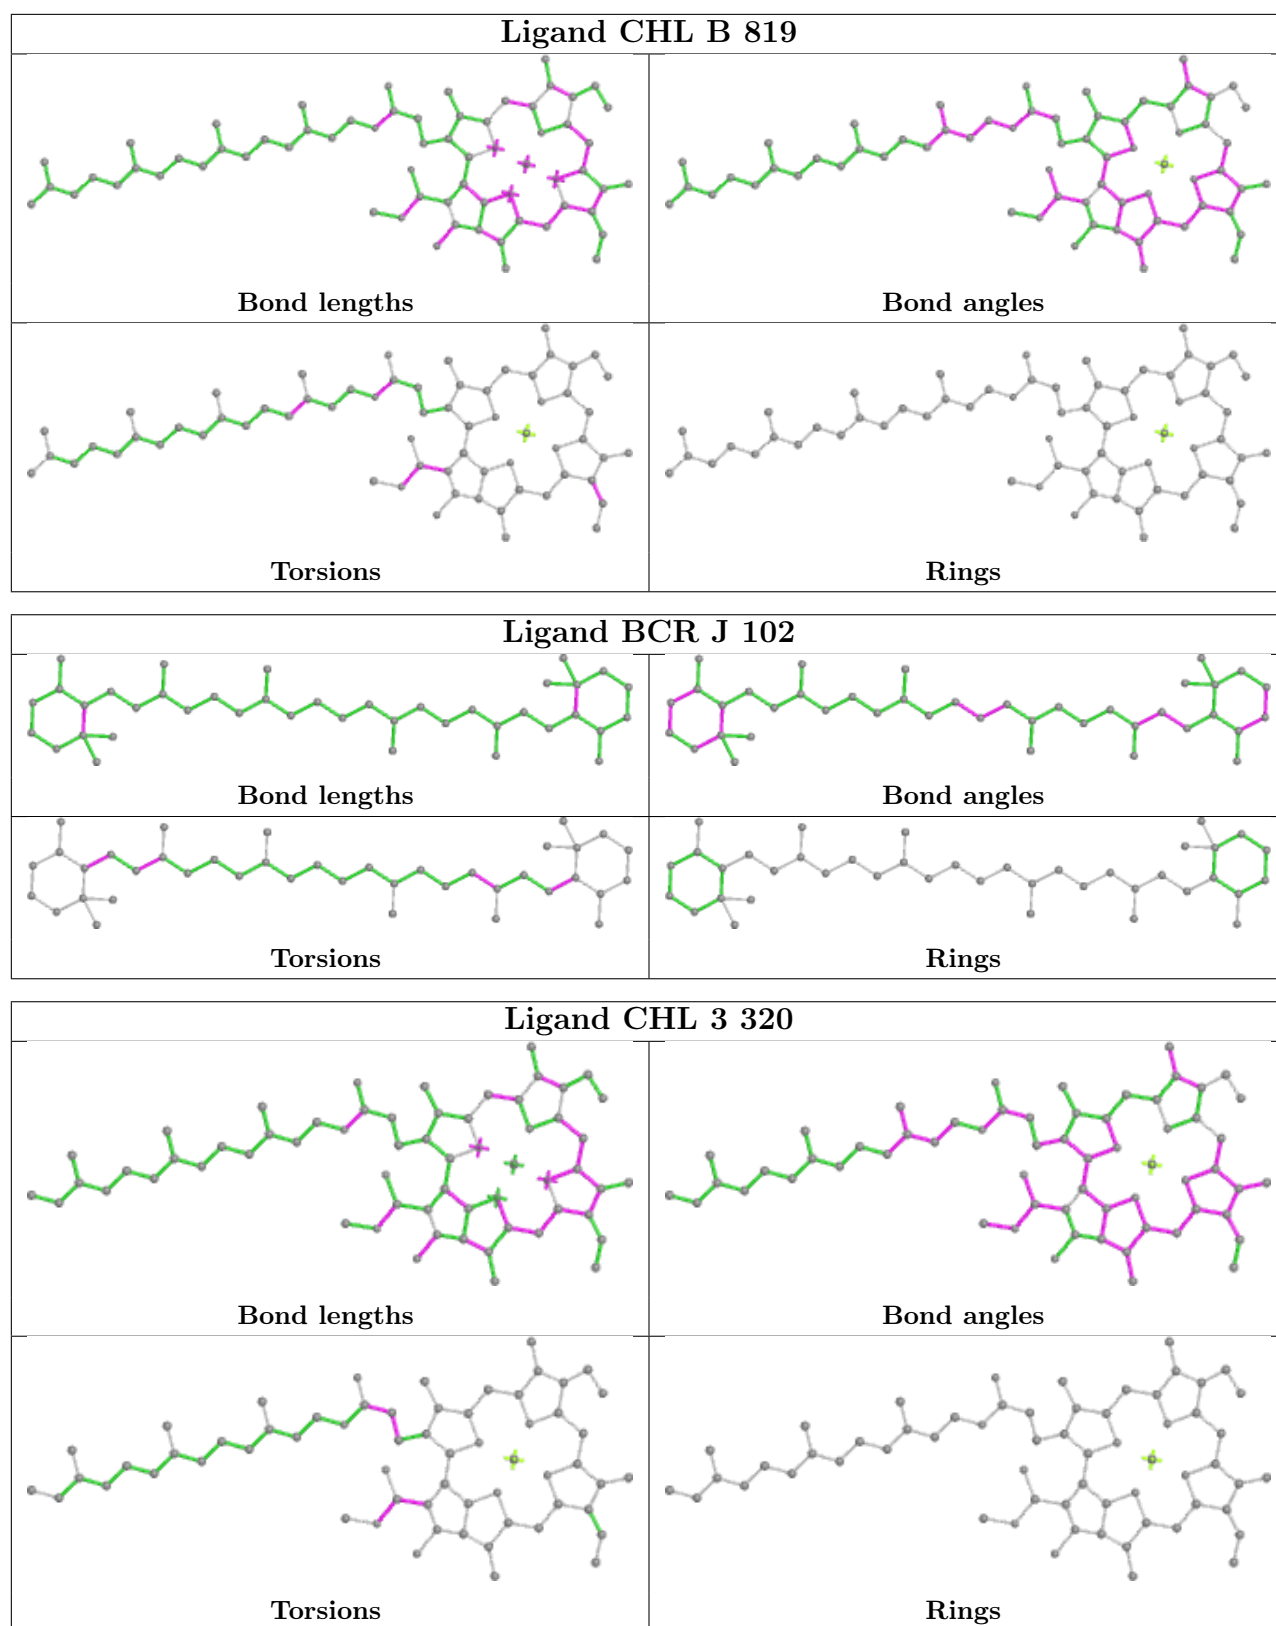 Ligand CHL B 819
Bond lengths
Bond angles
Torsions
Rings
Ligand BCR J 102
Bond lengths
Bond angles
Torsions
Rings
Ligand CHL 3 320
Bond lengths
Bond angles
Torsions
Rings